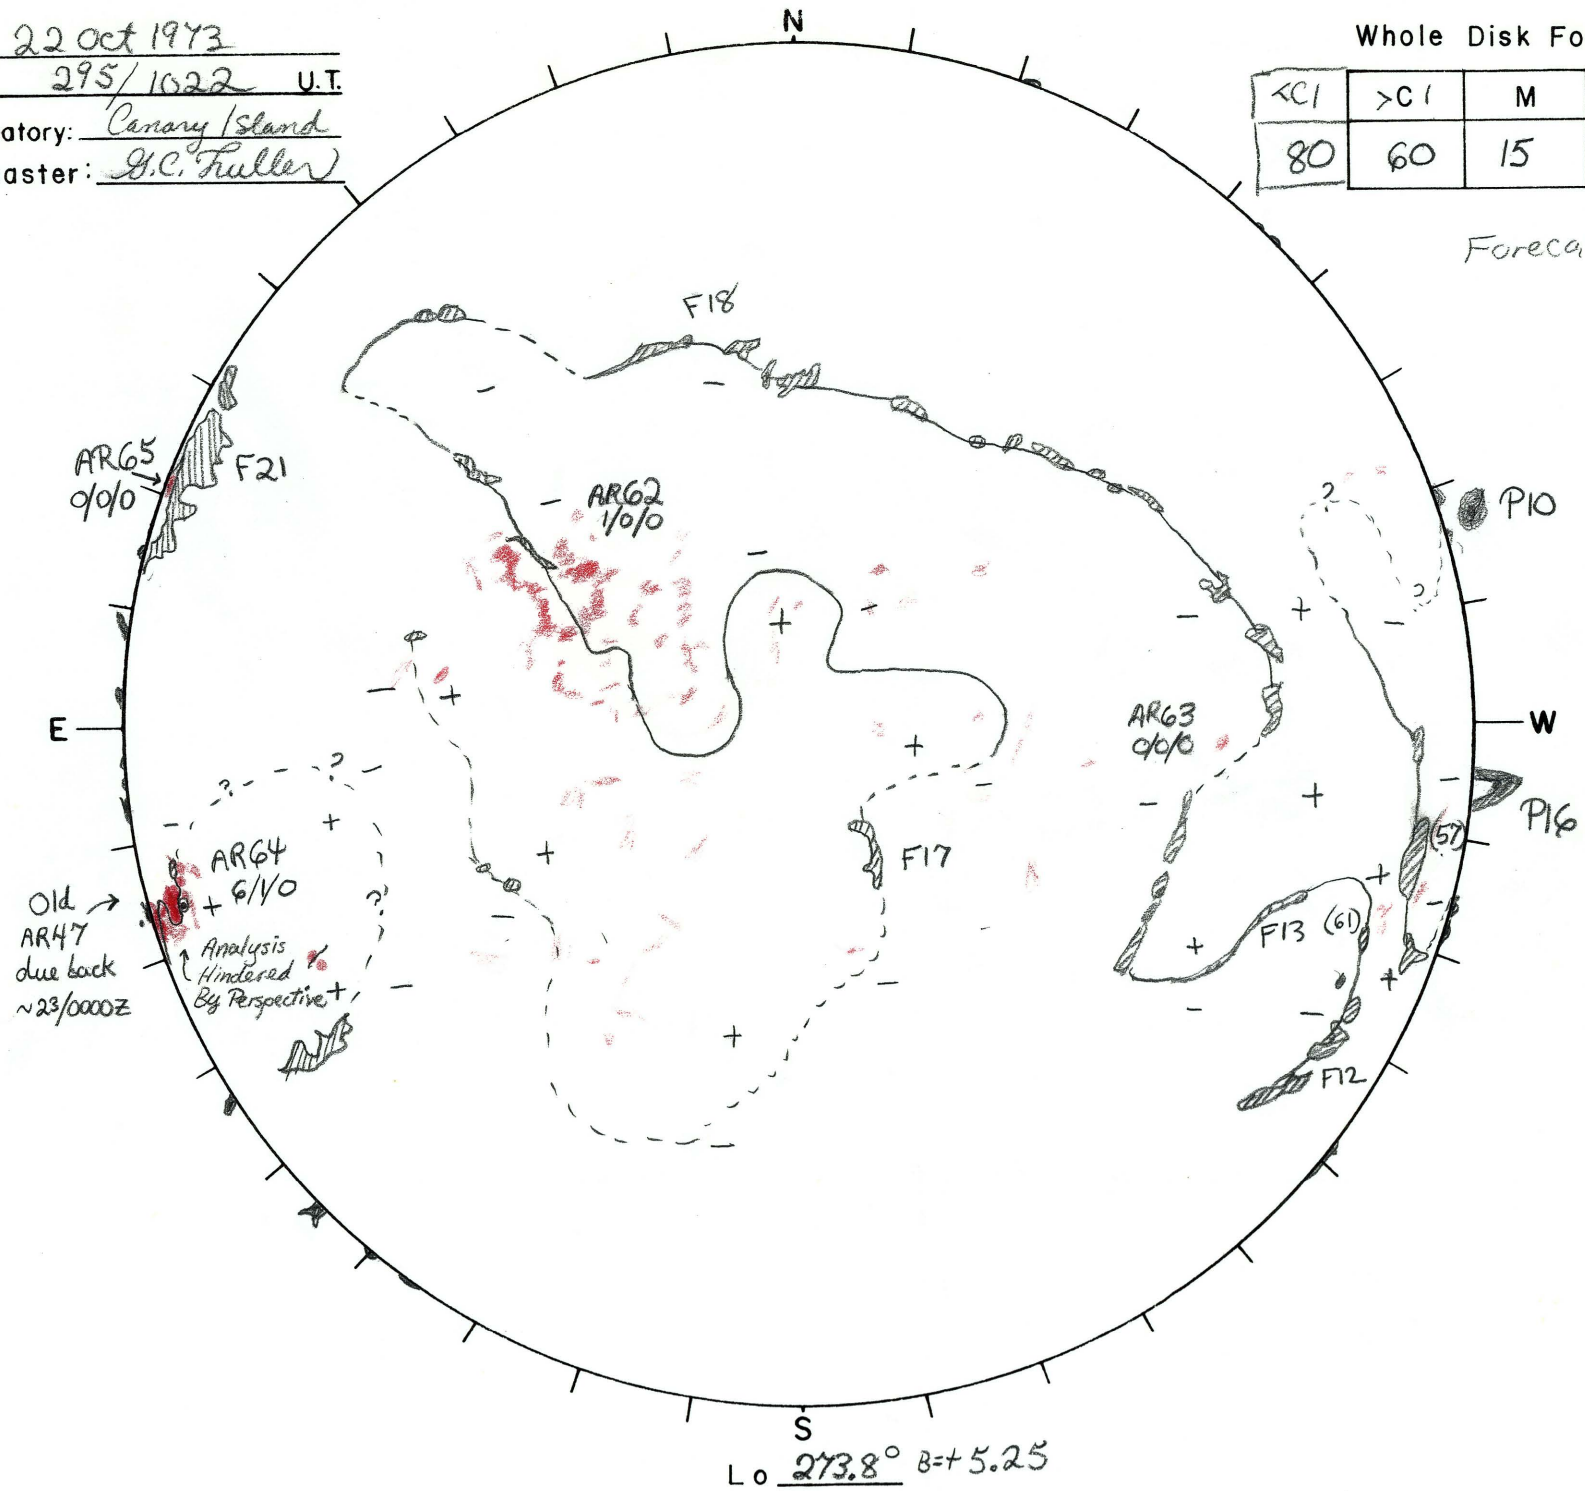 22 Oct 1973
295/1022 U.T.
atory: Canary Island
aster: G.C. Fuller
N
Whole Disk Fo
<C1 >C1 M
80 60 15
Foreca
F18
AR65
0/0/0
F21
AR62
1/0/0
?
P10
?
E
W
AR63
0/0/0
? ?
P16
(57)
AR64
6/1/0
F17
Old
AR47
due back
~23/0000Z
?
Analysis
Hindered
By Perspective
F13 (61)
F12
S
Lo 273.8° B=+5.25